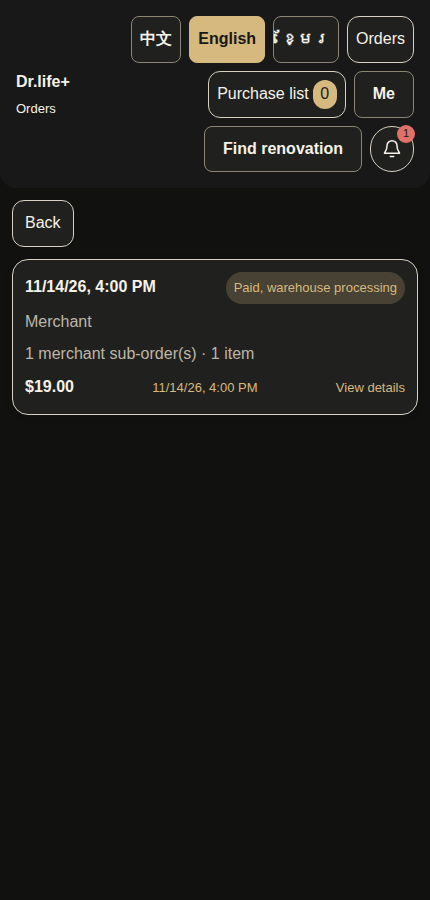 中文 English ខ្មែរ Orders
Dr.life+
Orders
Purchase list 0 Me
Find renovation 1
Back
11/14/26, 4:00 PM Paid, warehouse processing
Merchant
1 merchant sub-order(s) · 1 item
$19.00 11/14/26, 4:00 PM View details